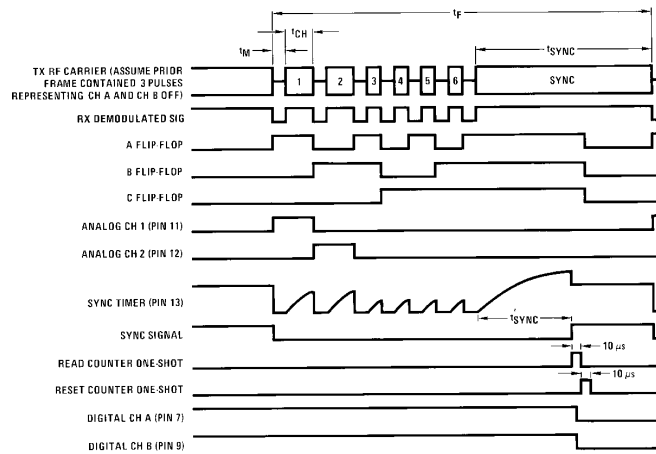 tF
tM
tCH
tSYNC
TX RF CARRIER (ASSUME PRIOR
FRAME CONTAINED 3 PULSES
REPRESENTING CH A AND CH B OFF)
1 2 3 4 5 6 SYNC
RX DEMODULATED SIG
A FLIP-FLOP
B FLIP-FLOP
C FLIP-FLOP
ANALOG CH 1 (PIN 11)
ANALOG CH 2 (PIN 12)
SYNC TIMER (PIN 13)
t'SYNC
SYNC SIGNAL
10 μs
READ COUNTER ONE-SHOT
10 μs
RESET COUNTER ONE-SHOT
DIGITAL CH A (PIN 7)
DIGITAL CH B (PIN 9)